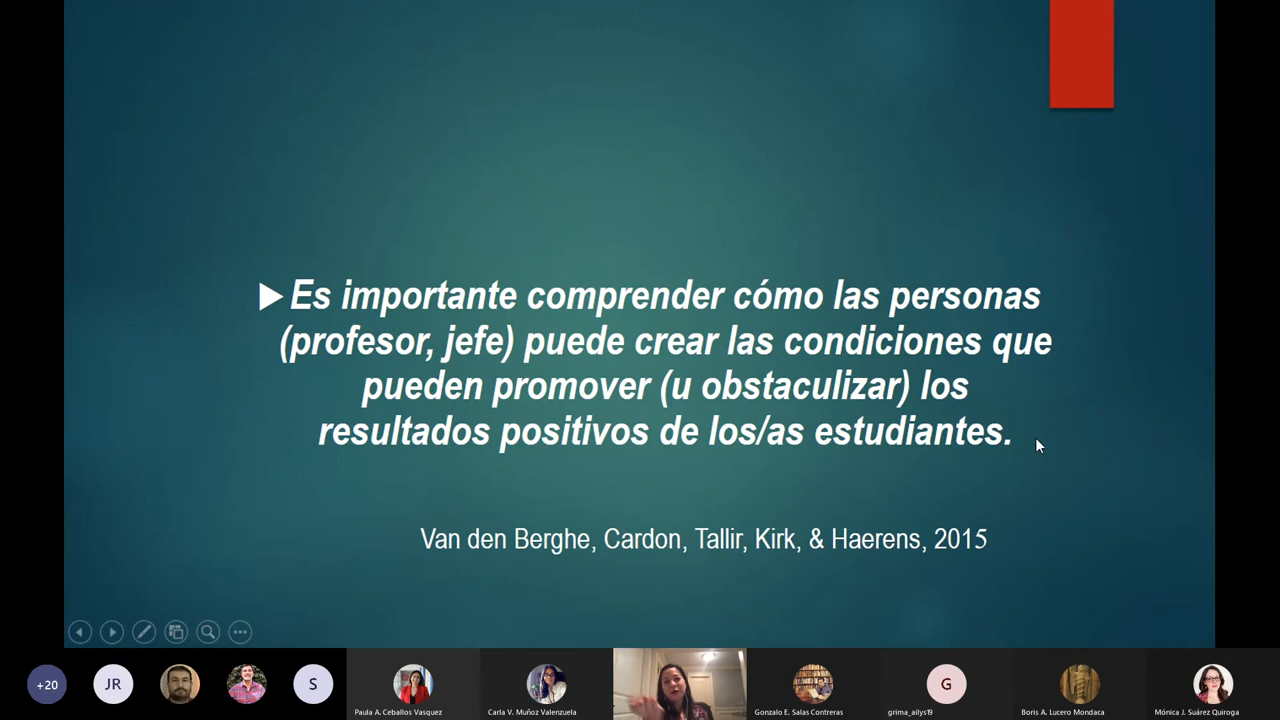 Es importante comprender cómo las personas
(profesor, jefe) puede crear las condiciones que
pueden promover (u obstaculizar) los
resultados positivos de los/as estudiantes.
Van den Berghe, Cardon, Tallir, Kirk, & Haerens, 2015
+20
JR
S
Paula A. Ceballos Vasquez
Carla V. Muñoz Valenzuela
Gonzalo E. Salas Contreras
G
grima_ailys19
Boris A. Lucero Mondaca
Mónica J. Suárez Quiroga